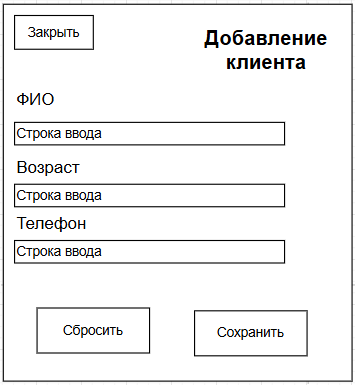 Закрыть
Добавление
клиента
ФИО
Строка ввода
Возраст
Строка ввода
Телефон
Строка ввода
Сбросить
Сохранить